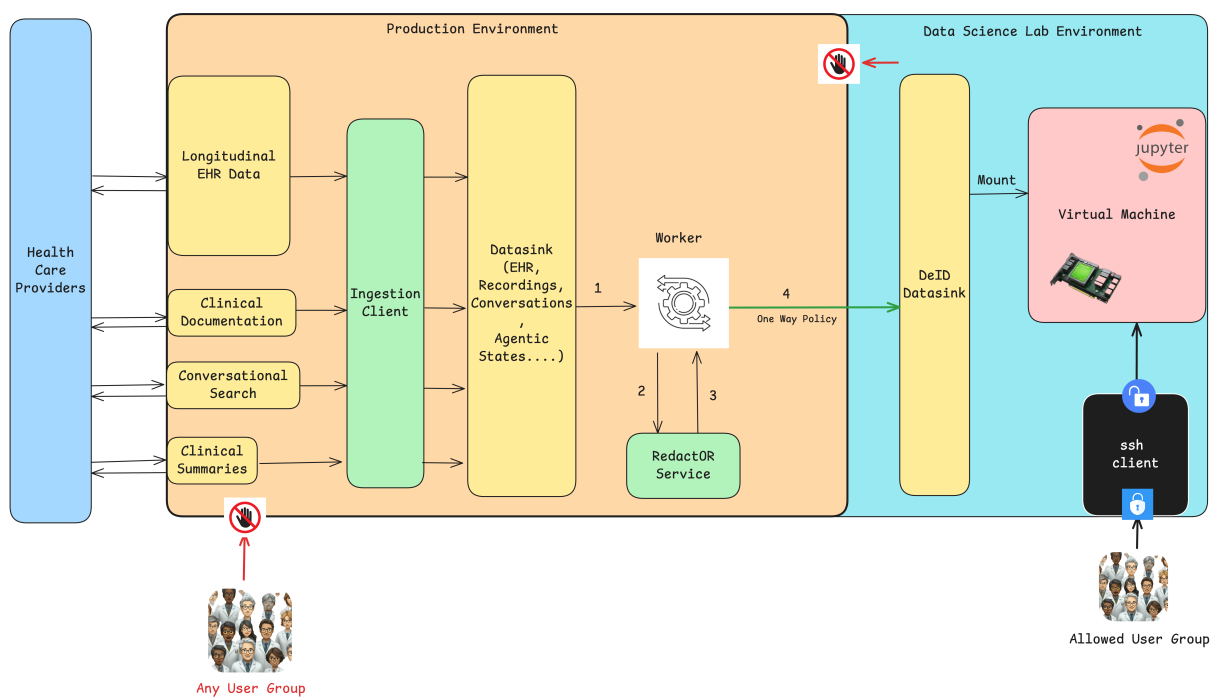 Production Environment
Data Science Lab Environment
Health
Care
Providers
Longitudinal
EHR Data
Clinical
Documentation
Conversational
Search
Clinical
Summaries
Ingestion
Client
Datasink
(EHR,
Recordings,
Conversations
,
Agentic
States....)
1
Worker
2
3
RedactOR
Service
4
One Way Policy
DeID
Datasink
Mount
jupyter
Virtual Machine
ssh
client
Any User Group
Allowed User Group